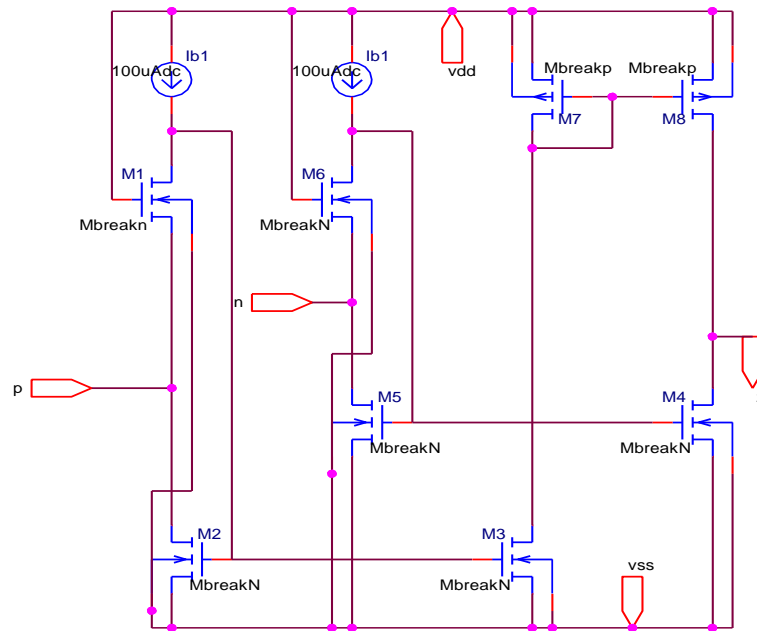 Ib1
100uAdc
Ib1
100uAdc
vdd
Mbreakp
Mbreakp
M7
M8
M1
Mbreakn
M6
MbreakN
n
p
M5
MbreakN
M4
MbreakN
M2
MbreakN
M3
MbreakN
vss